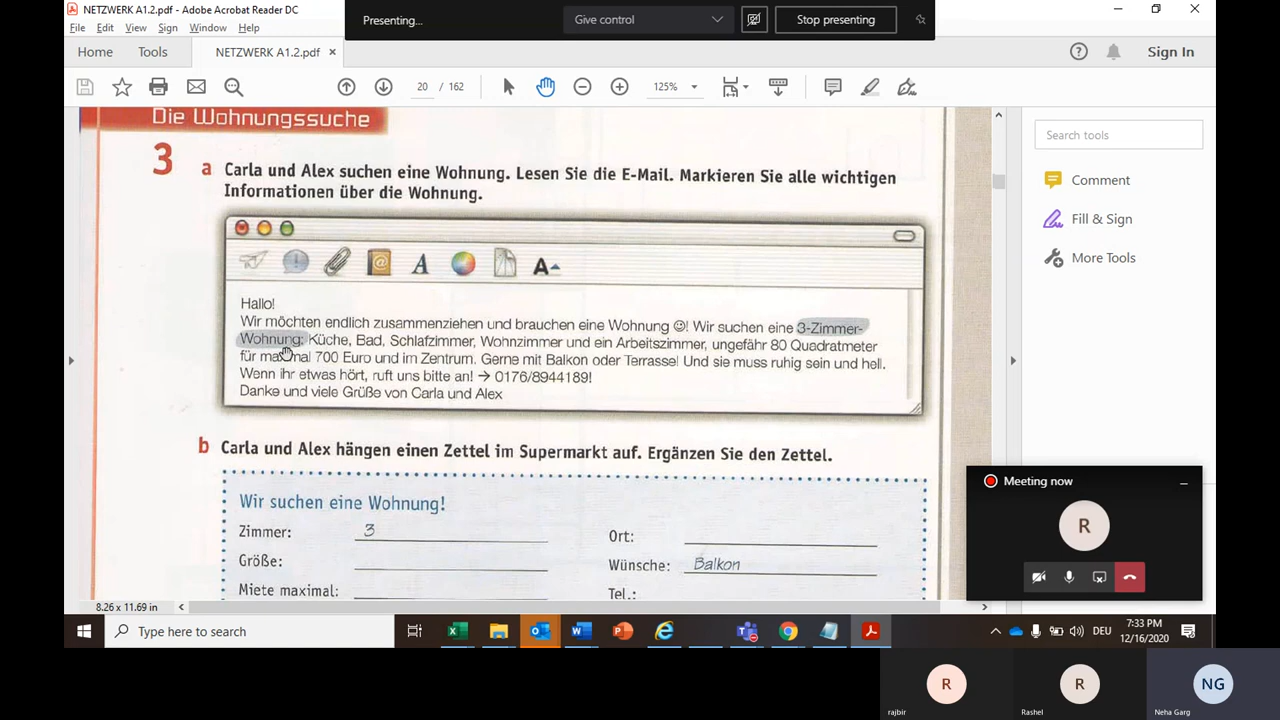 NETZWERK A1.2.pdf - Adobe Acrobat Reader DC
Presenting...
Give control
Stop presenting
File Edit View Sign Window Help
Home Tools NETZWERK A1.2.pdf × Sign In
20 / 162 125%
Die Wohnungssuche
Search tools
3 a Carla und Alex suchen eine Wohnung. Lesen Sie die E-Mail. Markieren Sie alle wichtigen
Informationen über die Wohnung.
Comment
Fill & Sign
More Tools
Hallo!
Wir möchten endlich zusammenziehen und brauchen eine Wohnung ☺! Wir suchen eine 3-Zimmer-
Wohnung: Küche, Bad, Schlafzimmer, Wohnzimmer und ein Arbeitszimmer, ungefähr 80 Quadratmeter
für maximal 700 Euro und im Zentrum. Gerne mit Balkon oder Terrasse! Und sie muss ruhig sein und hell.
Wenn ihr etwas hört, ruft uns bitte an! → 0176/8944189!
Danke und viele Grüße von Carla und Alex
b Carla und Alex hängen einen Zettel im Supermarkt auf. Ergänzen Sie den Zettel.
Wir suchen eine Wohnung!
Zimmer: 3
Ort:
Größe:
Wünsche: Balkon
Miete maximal:
Tel.:
Meeting now
R
8.26 x 11.69 in
Type here to search
DEU
7:33 PM
12/16/2020
R R NG
rajbir Rashel Neha Garg